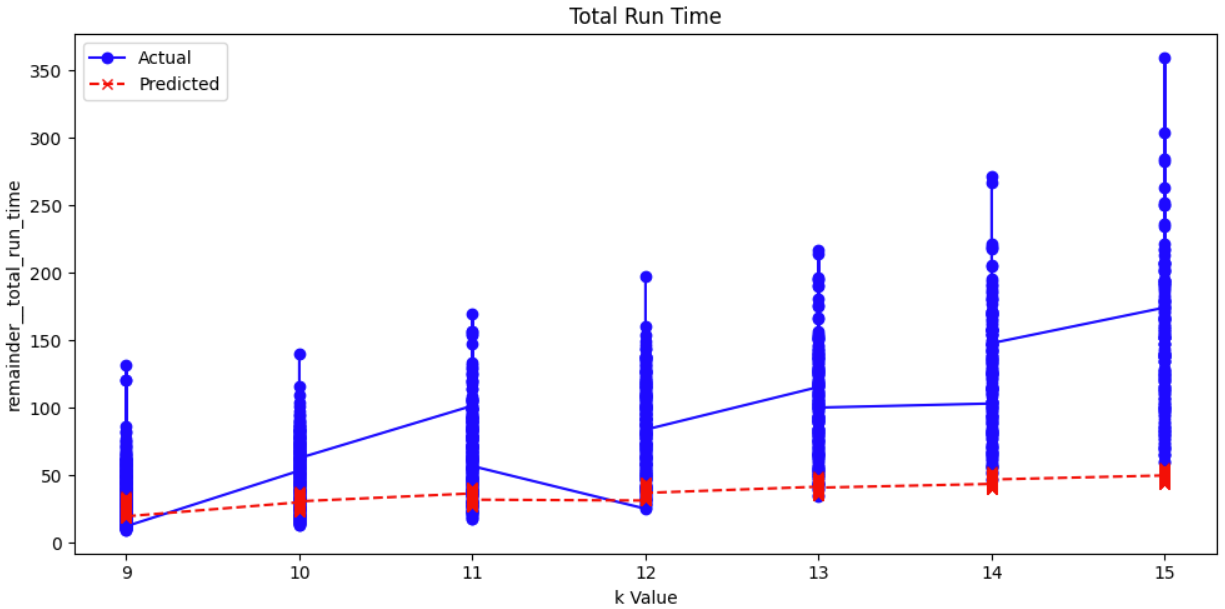 Total Run Time
Actual
Predicted
remainder__total_run_time
350
300
250
200
150
100
50
0
9 10 11 12 13 14 15
k Value